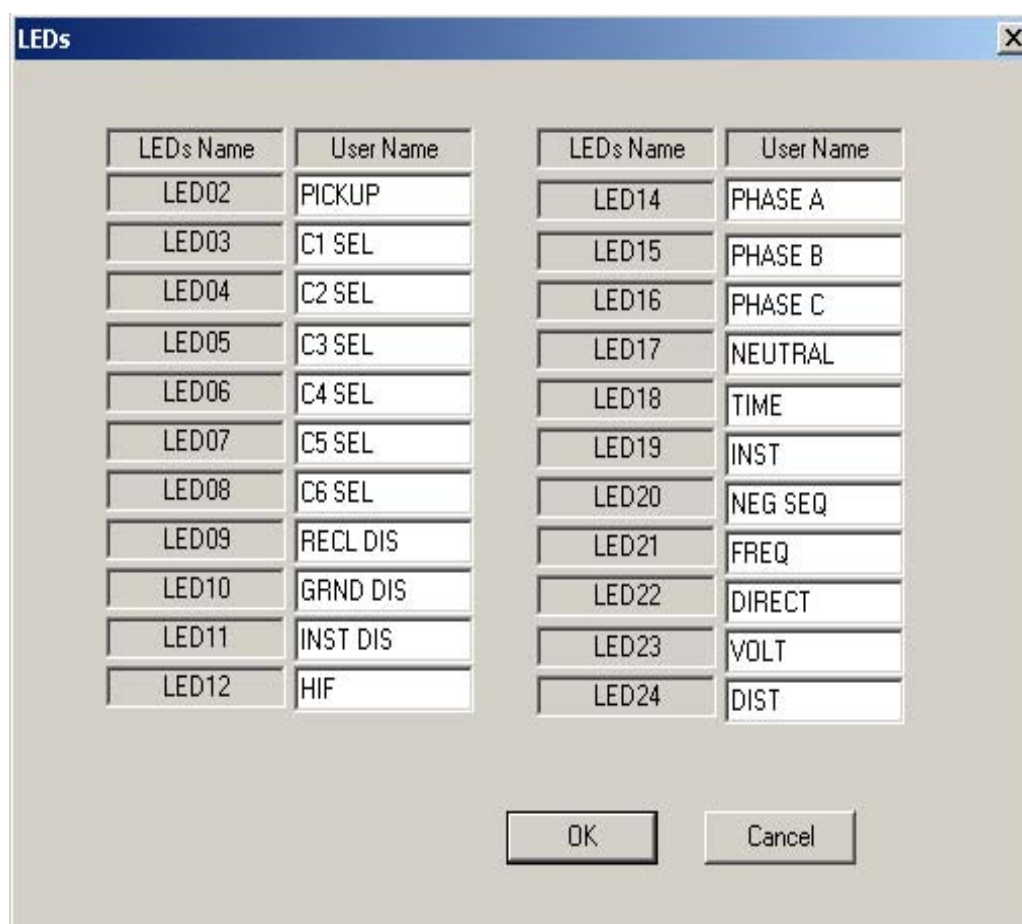 LEDs
LEDs Name User Name
LED02 PICKUP
LED03 C1 SEL
LED04 C2 SEL
LED05 C3 SEL
LED06 C4 SEL
LED07 C5 SEL
LED08 C6 SEL
LED09 RECL DIS
LED10 GRND DIS
LED11 INST DIS
LED12 HIF
LEDs Name User Name
LED14 PHASE A
LED15 PHASE B
LED16 PHASE C
LED17 NEUTRAL
LED18 TIME
LED19 INST
LED20 NEG SEQ
LED21 FREQ
LED22 DIRECT
LED23 VOLT
LED24 DIST
OK Cancel